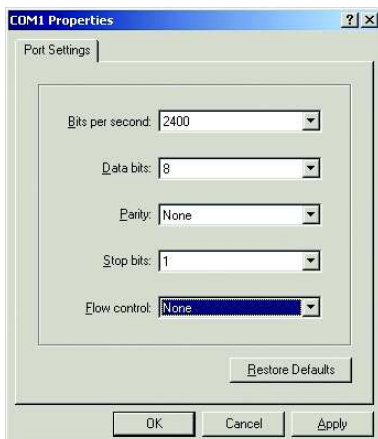 COM1 Properties
Port Settings
Bits per second: 2400
Data bits: 8
Parity: None
Stop bits: 1
Flow control: None
Restore Defaults
OK Cancel Apply